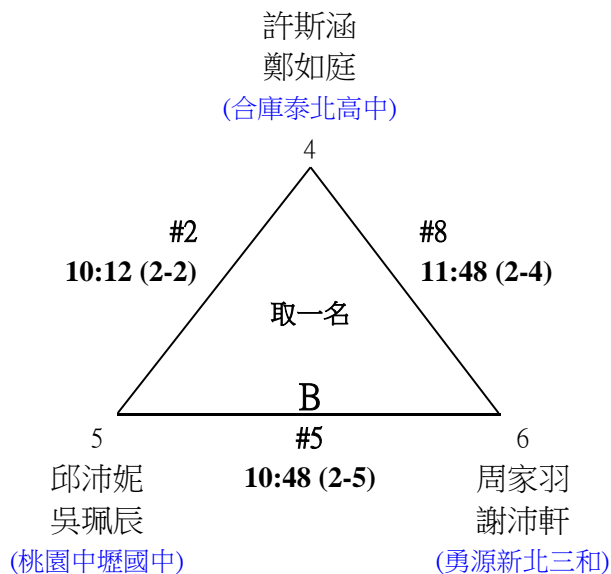 許斯涵
鄭如庭
(合庫泰北高中)
4
#2
10:12 (2-2)
#8
11:48 (2-4)
取一名
B
5
#5
6
邱沛妮
10:48 (2-5)
周家羽
吳珮辰
謝沛軒
(桃園中壢國中)
(勇源新北三和)